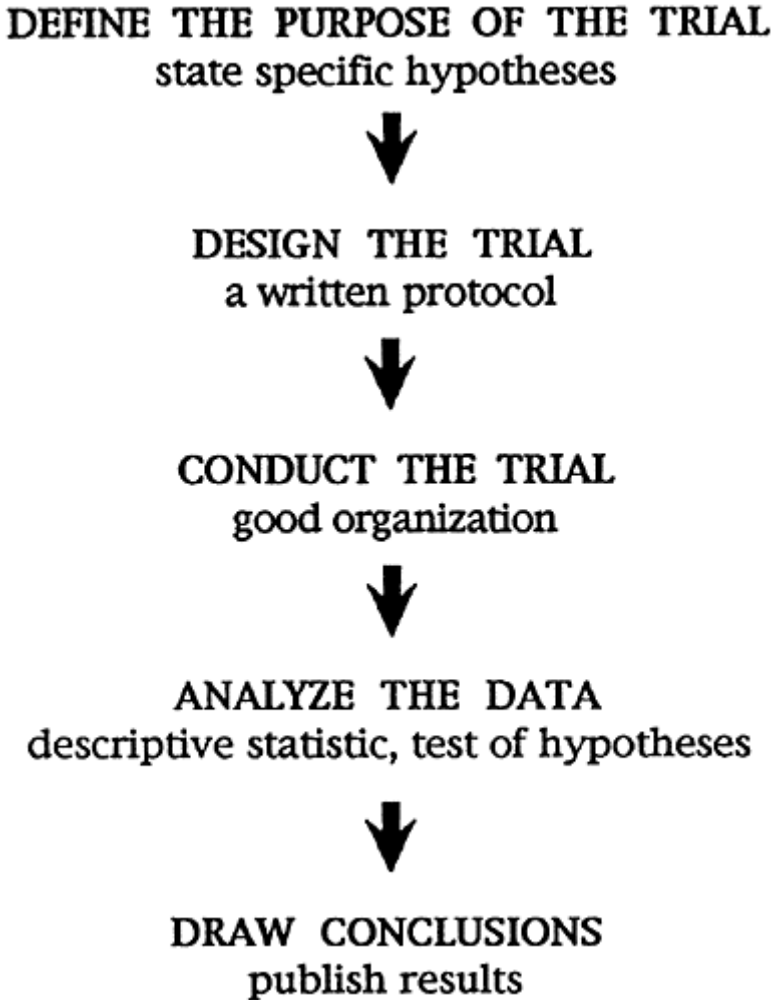 DEFINE THE PURPOSE OF THE TRIAL
state specific hypotheses
DESIGN THE TRIAL
a written protocol
CONDUCT THE TRIAL
good organization
ANALYZE THE DATA
descriptive statistic, test of hypotheses
DRAW CONCLUSIONS
publish results